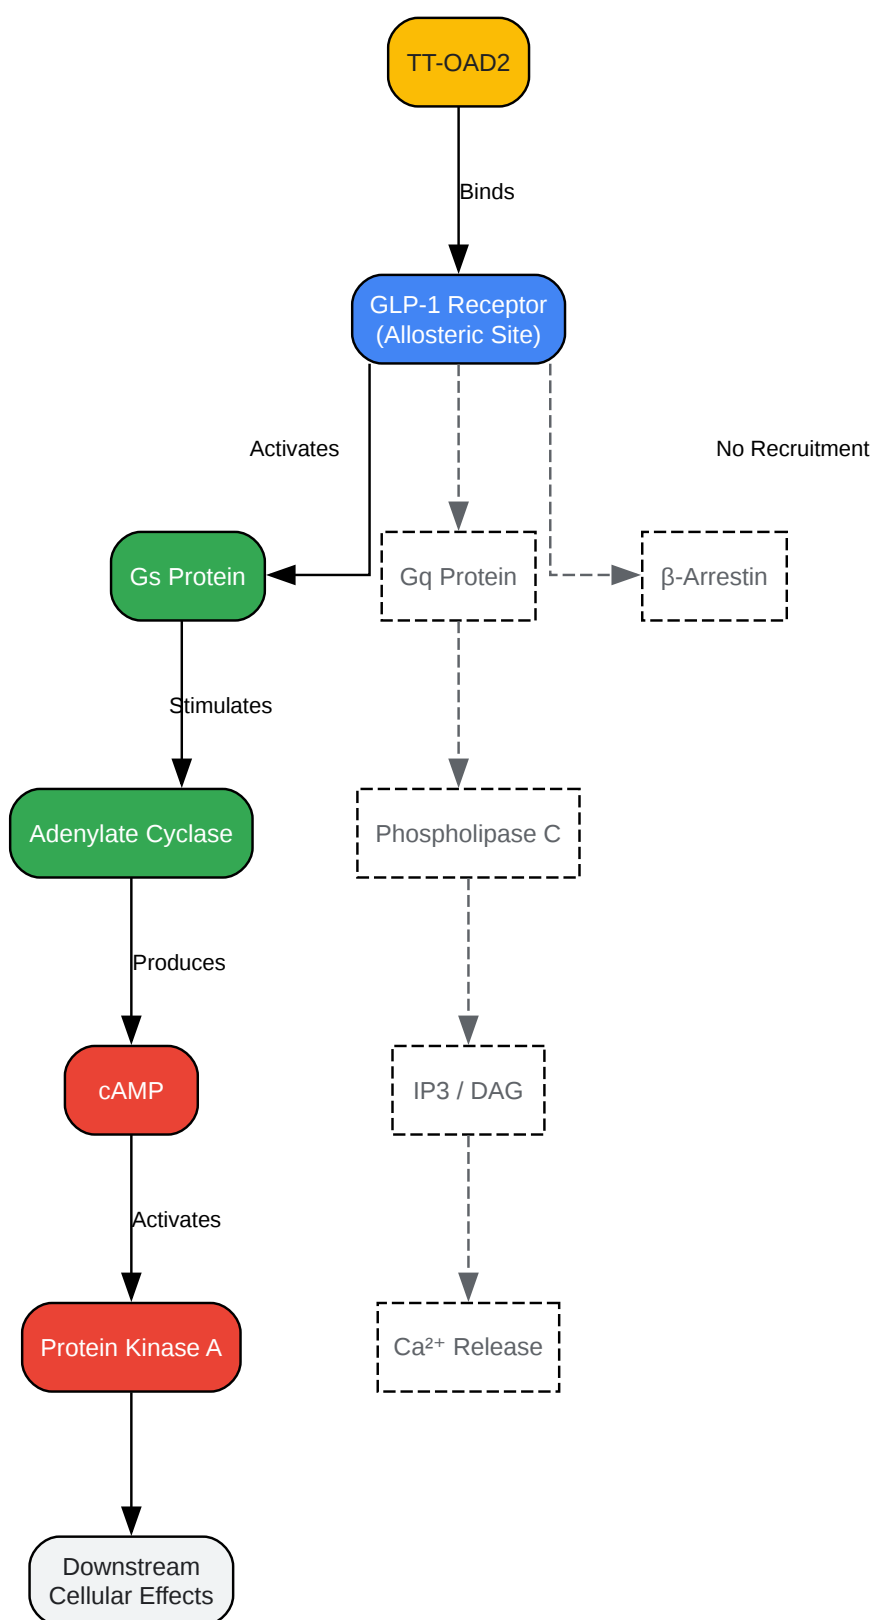 TT-OAD2
Binds
GLP-1 Receptor
(Allosteric Site)
Activates
No Recruitment
Gs Protein
Gq Protein
β-Arrestin
Stimulates
Adenylate Cyclase
Phospholipase C
Produces
cAMP
IP3 / DAG
Activates
Protein Kinase A
Ca²⁺ Release
Downstream
Cellular Effects